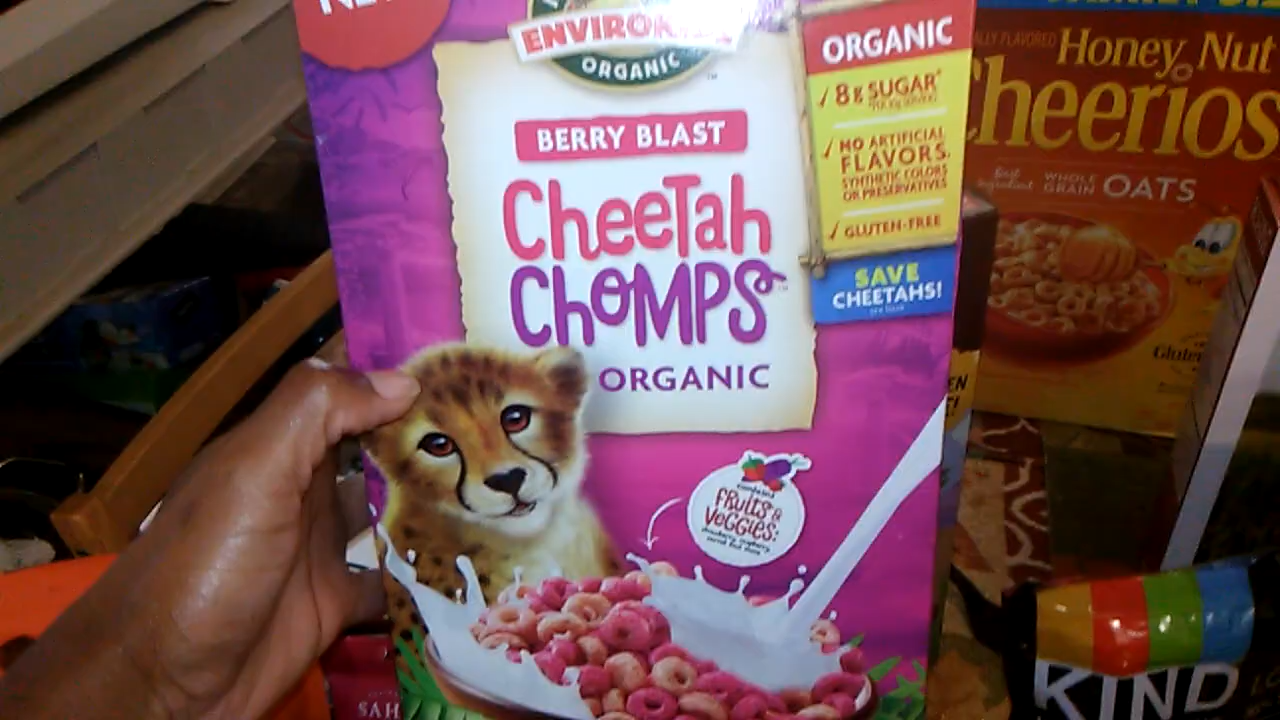 ORGANIC
BERRY BLAST
Cheetah
Chomps
ORGANIC
ORGANIC
✓ 8g SUGAR*
✓ NO ARTIFICIAL
FLAVORS,
SYNTHETIC COLORS
OR PRESERVATIVES
✓ GLUTEN-FREE
SAVE
CHEETAHS!
contains
FRUITS &
VEGGIES:
Honey Nut
Cheerios
WHOLE
GRAIN OATS
KIND